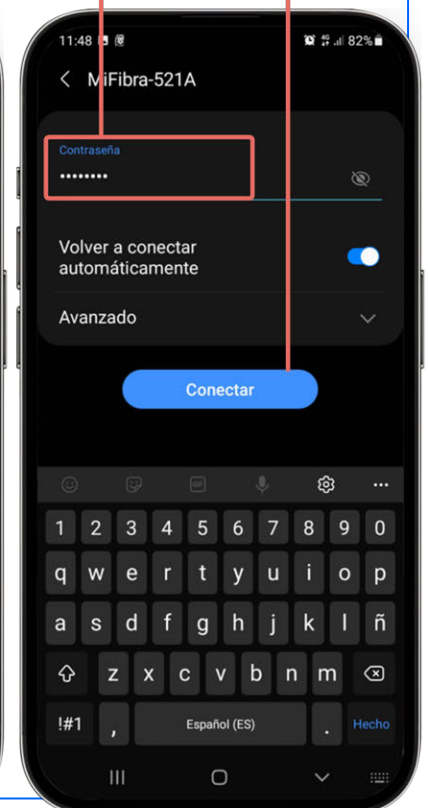 11:48 82%
MiFibra-521A
Contraseña
••••••••
Volver a conectar
automáticamente
Avanzado
Conectar
GIF
1 2 3 4 5 6 7 8 9 0
q w e r t y u i o p
a s d f g h j k l ñ
z x c v b n m
!#1 , Español (ES) . Hecho